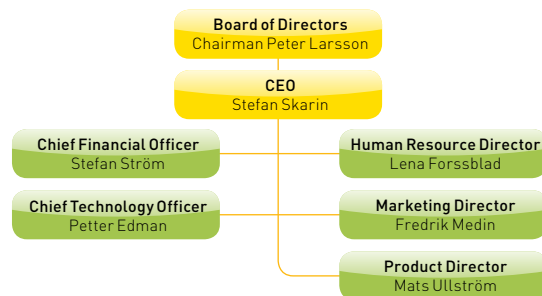 Board of Directors
Chairman Peter Larsson
CEO
Stefan Skarin
Chief Financial Officer
Stefan Ström
Human Resource Director
Lena Forssblad
Chief Technology Officer
Petter Edman
Marketing Director
Fredrik Medin
Product Director
Mats Ullström